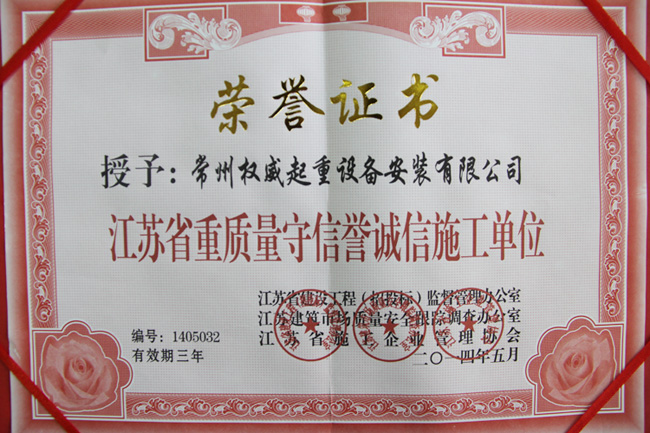 荣誉证书
授予：常州权威起重设备安装有限公司
江苏省重质量守信誉诚信施工单位
江苏省建设工程（招投标）监督管理办公室
江苏建筑市场质量安全跟踪调查办公室
江苏省施工企业管理协会
编号：1405032
有效期三年
二〇一四年五月